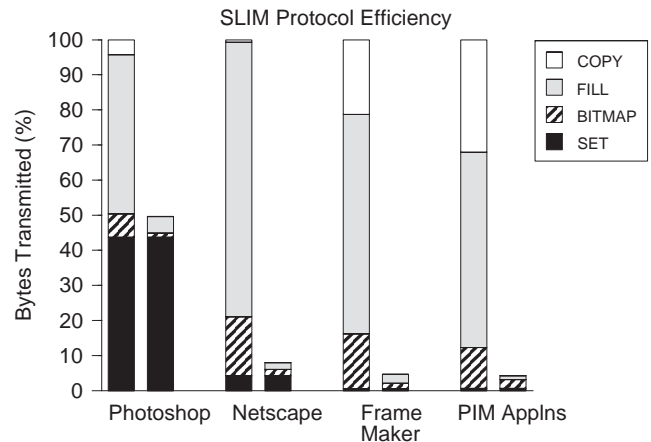 SLIM Protocol Efficiency
Bytes Transmitted (%)
100
90
80
70
60
50
40
30
20
10
0
COPY
FILL
BITMAP
SET
Photoshop
Netscape
Frame
Maker
PIM Applns